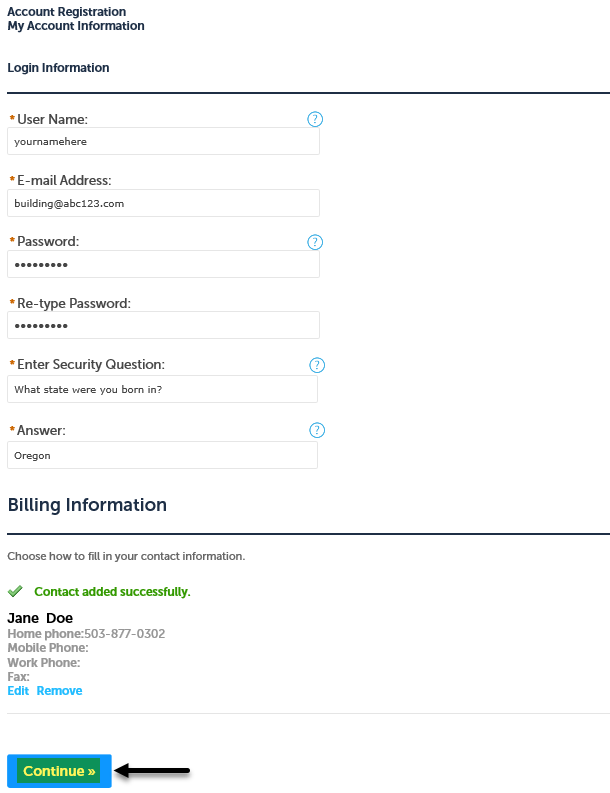 Account Registration
My Account Information
Login Information
* User Name: ?
yournamehere
* E-mail Address:
building@abc123.com
* Password: ?
•••••••••
* Re-type Password:
•••••••••
* Enter Security Question: ?
What state were you born in?
* Answer: ?
Oregon
Billing Information
Choose how to fill in your contact information.
Contact added successfully.
Jane Doe
Home phone:503-877-0302
Mobile Phone:
Work Phone:
Fax:
Edit Remove
Continue »